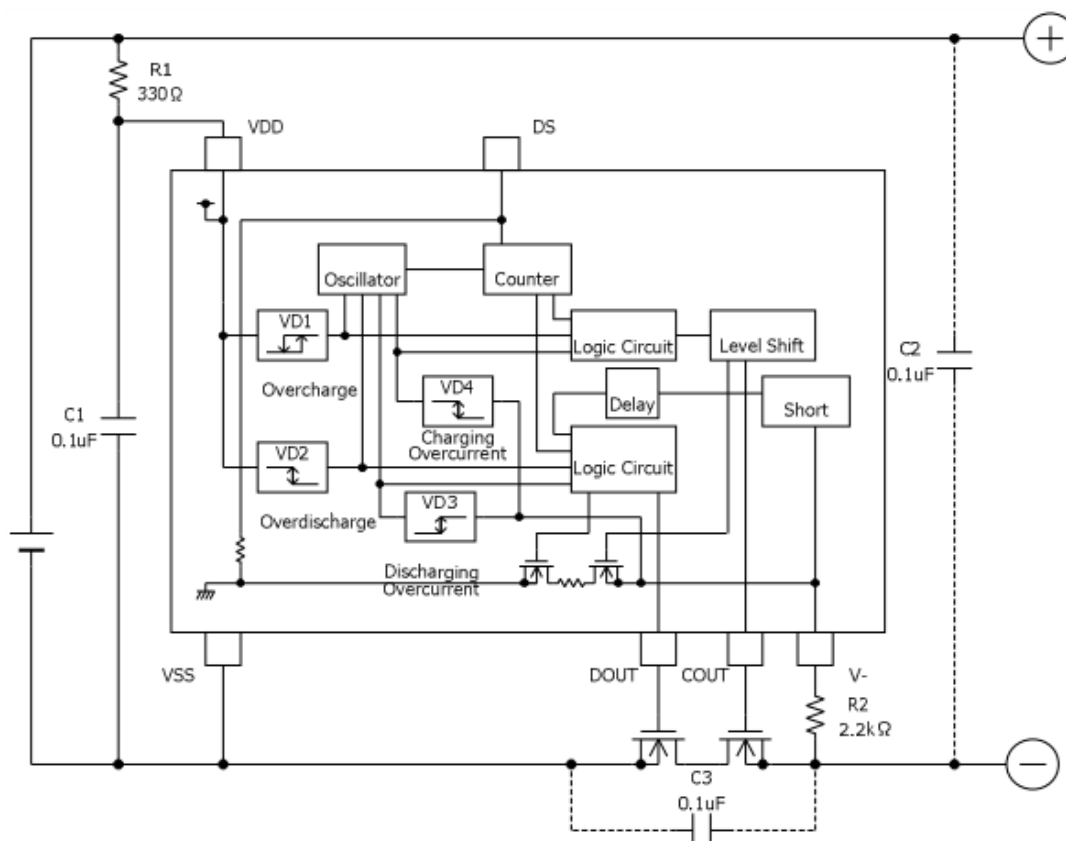 +
R1
330Ω
VDD
DS
Oscillator
Counter
VD1
Logic Circuit
Level Shift
C2
0.1uF
Overcharge
VD4
Delay
Short
C1
0.1uF
Charging
Overcurrent
VD2
Logic Circuit
VD3
Overdischarge
Discharging
Overcurrent
VSS
DOUT
COUT
V-
R2
2.2kΩ
C3
0.1uF
−